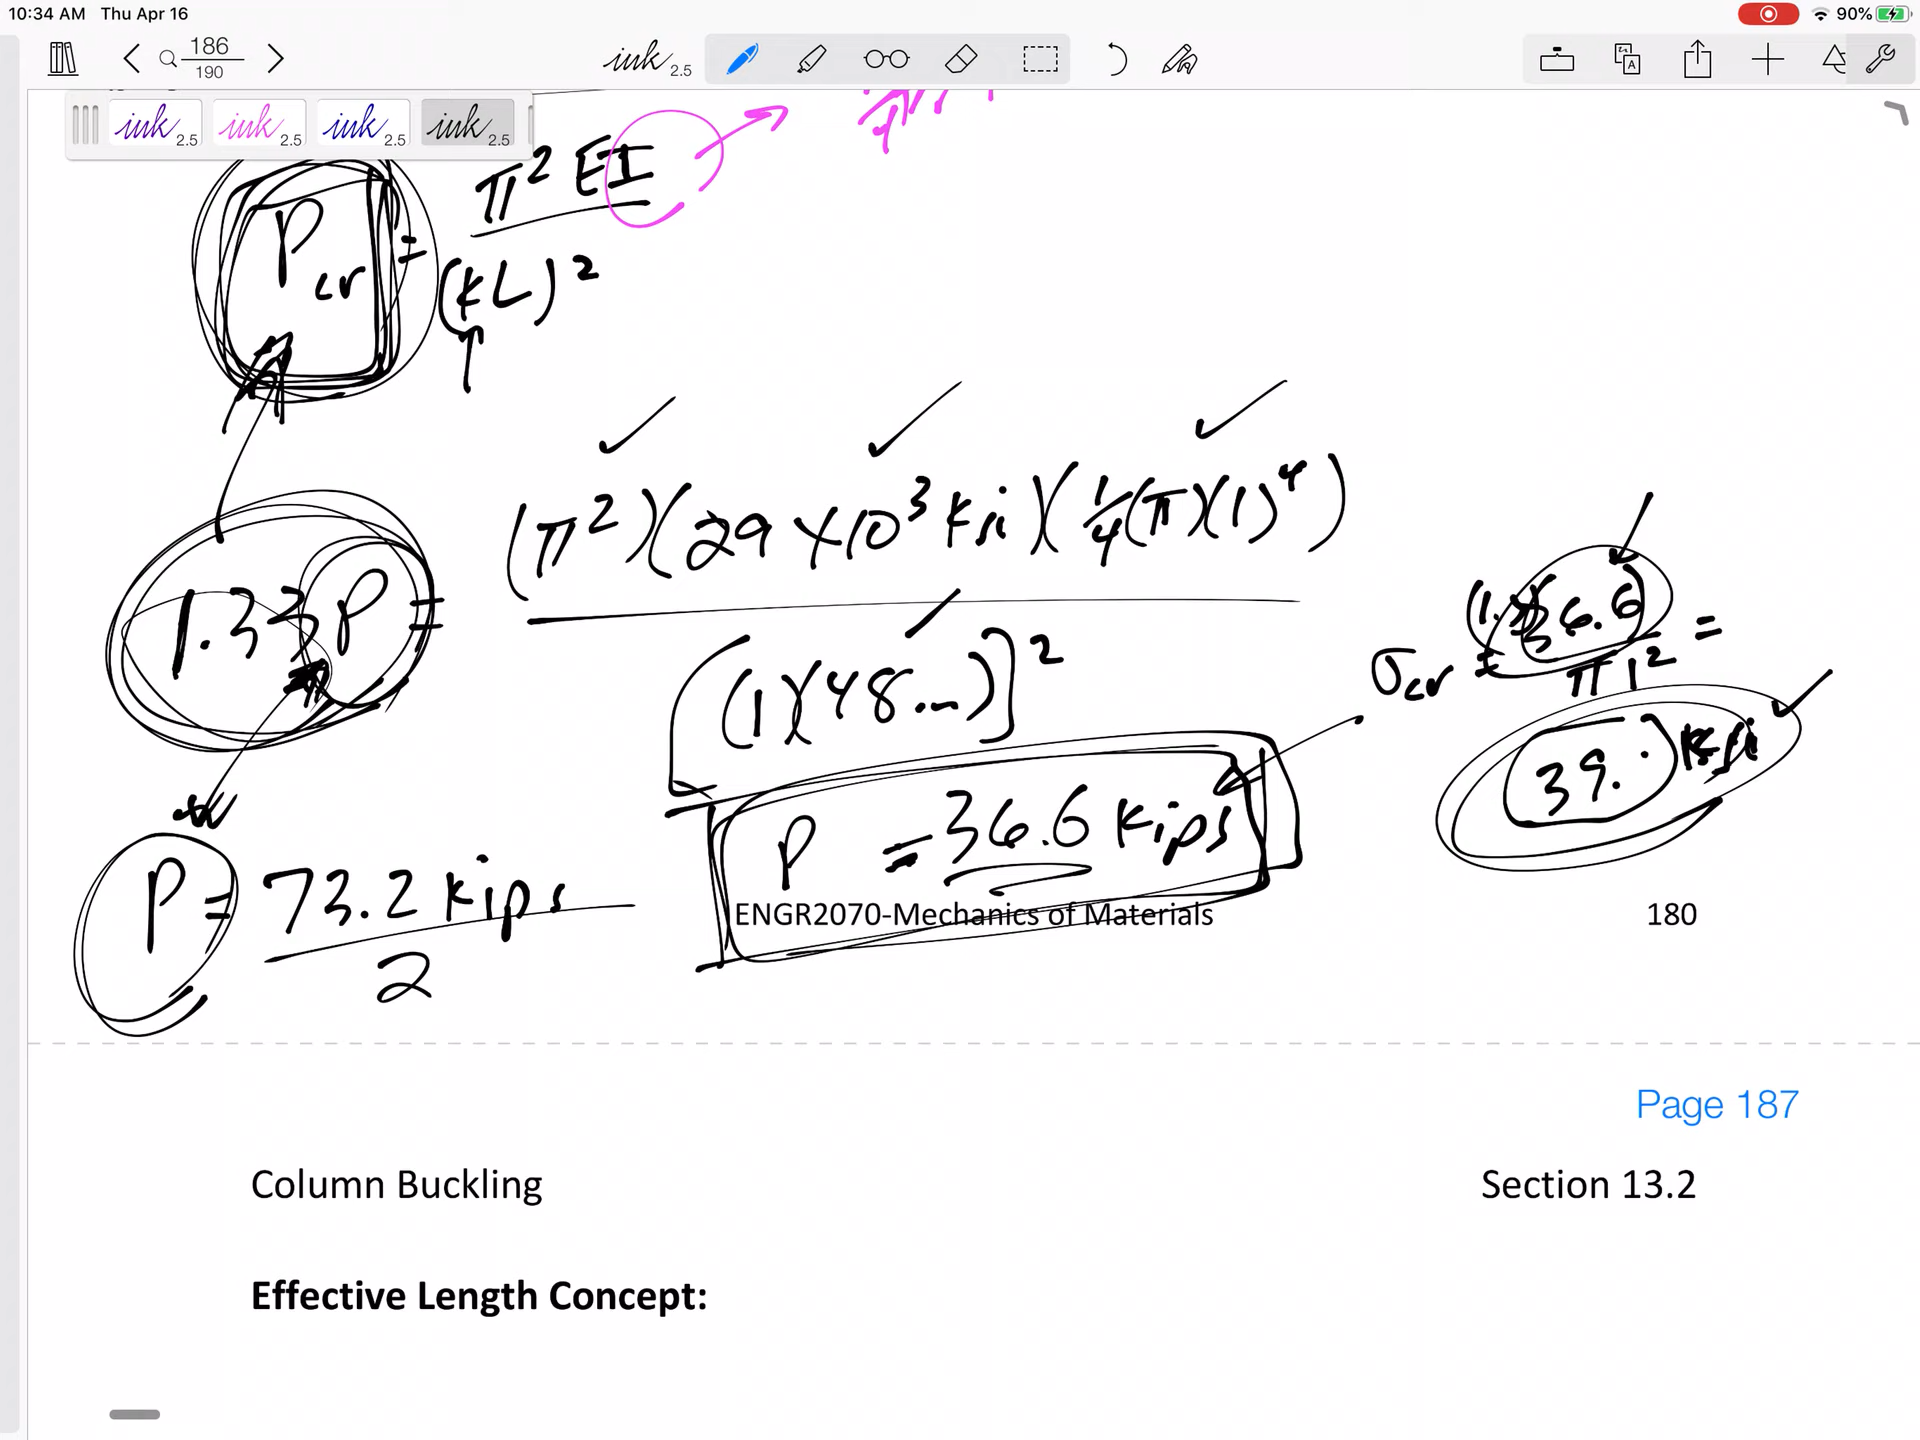 10:34 AM Thu Apr 16
90%
186
190
ink 2.5
ink 2.5
ink 2.5
ink 2.5
ink 2.5
Pcr = π² EI
(KL)²
1.33P = (π²)(29 × 10³ ksi)(1/4(π)(1)⁴)
[(1)(48in)]²
σcr = 36.6
π 1² =
39. ksi
P = 36.6 kips
P = 73.2 kips
2
ENGR2070-Mechanics of Materials
180
Page 187
Column Buckling
Section 13.2
Effective Length Concept: